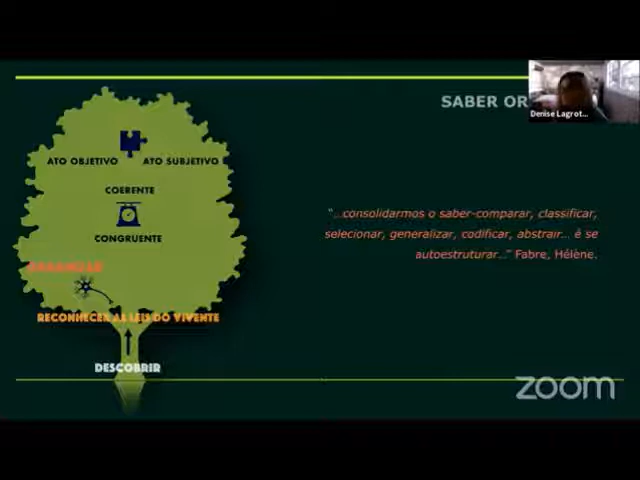 SABER OR
Denise Lagrot...
ATO OBJETIVO
ATO SUBJETIVO
COERENTE
CONGRUENTE
"...consolidarmos o saber-comparar, classificar,
selecionar, generalizar, codificar, abstrair... é se
autoestruturar..." Fabre, Hélène.
RECONHECER AS LEIS DO VIVENTE
DESCOBRIR
zoom